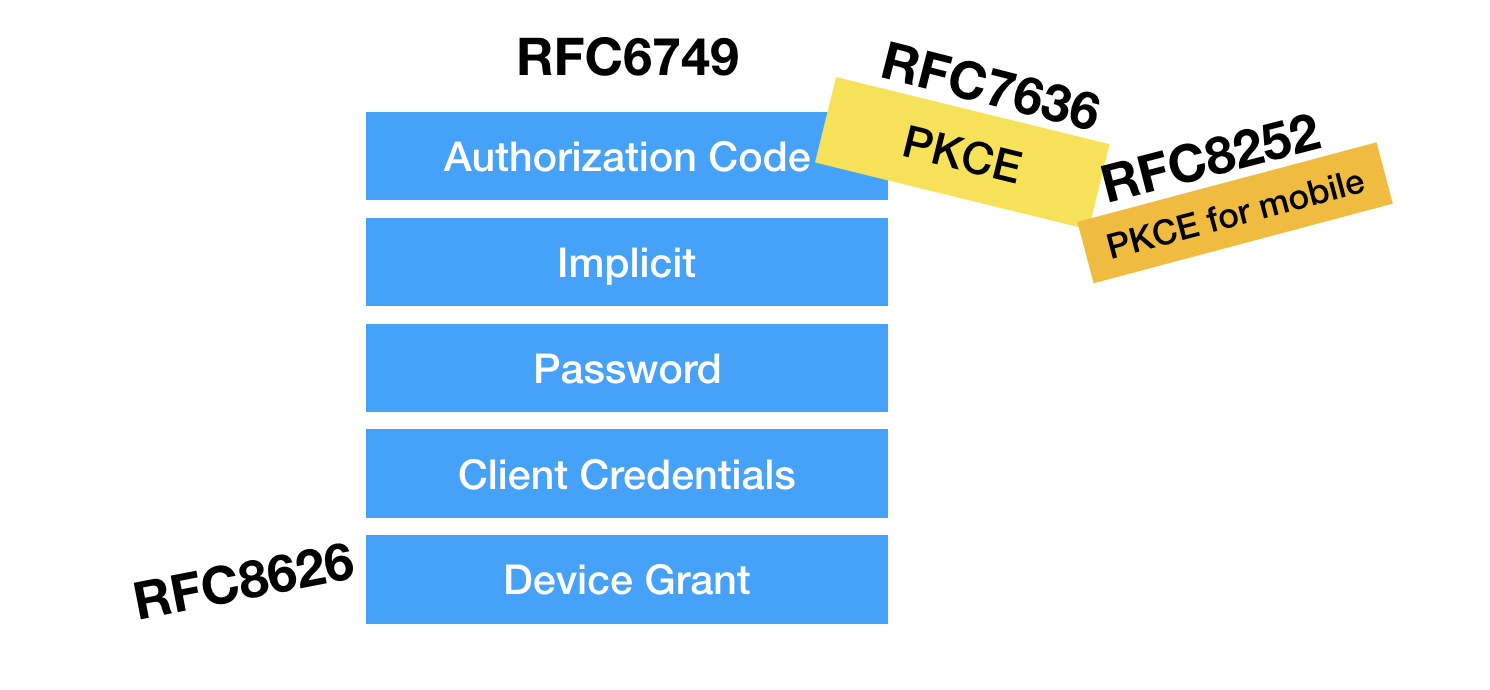 RFC6749
RFC7636
Authorization Code
PKCE
RFC8252
PKCE for mobile
Implicit
Password
Client Credentials
RFC8626
Device Grant